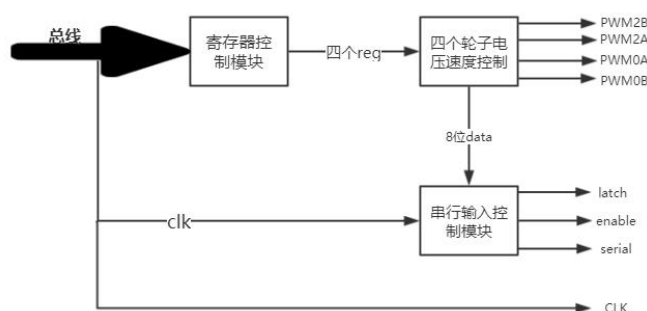 总线
寄存器控
制模块
四个reg
四个轮子电
压速度控制
PWM2B
PWM2A
PWM0A
PWM0B
8位data
clk
串行输入控
制模块
latch
enable
serial
CLK